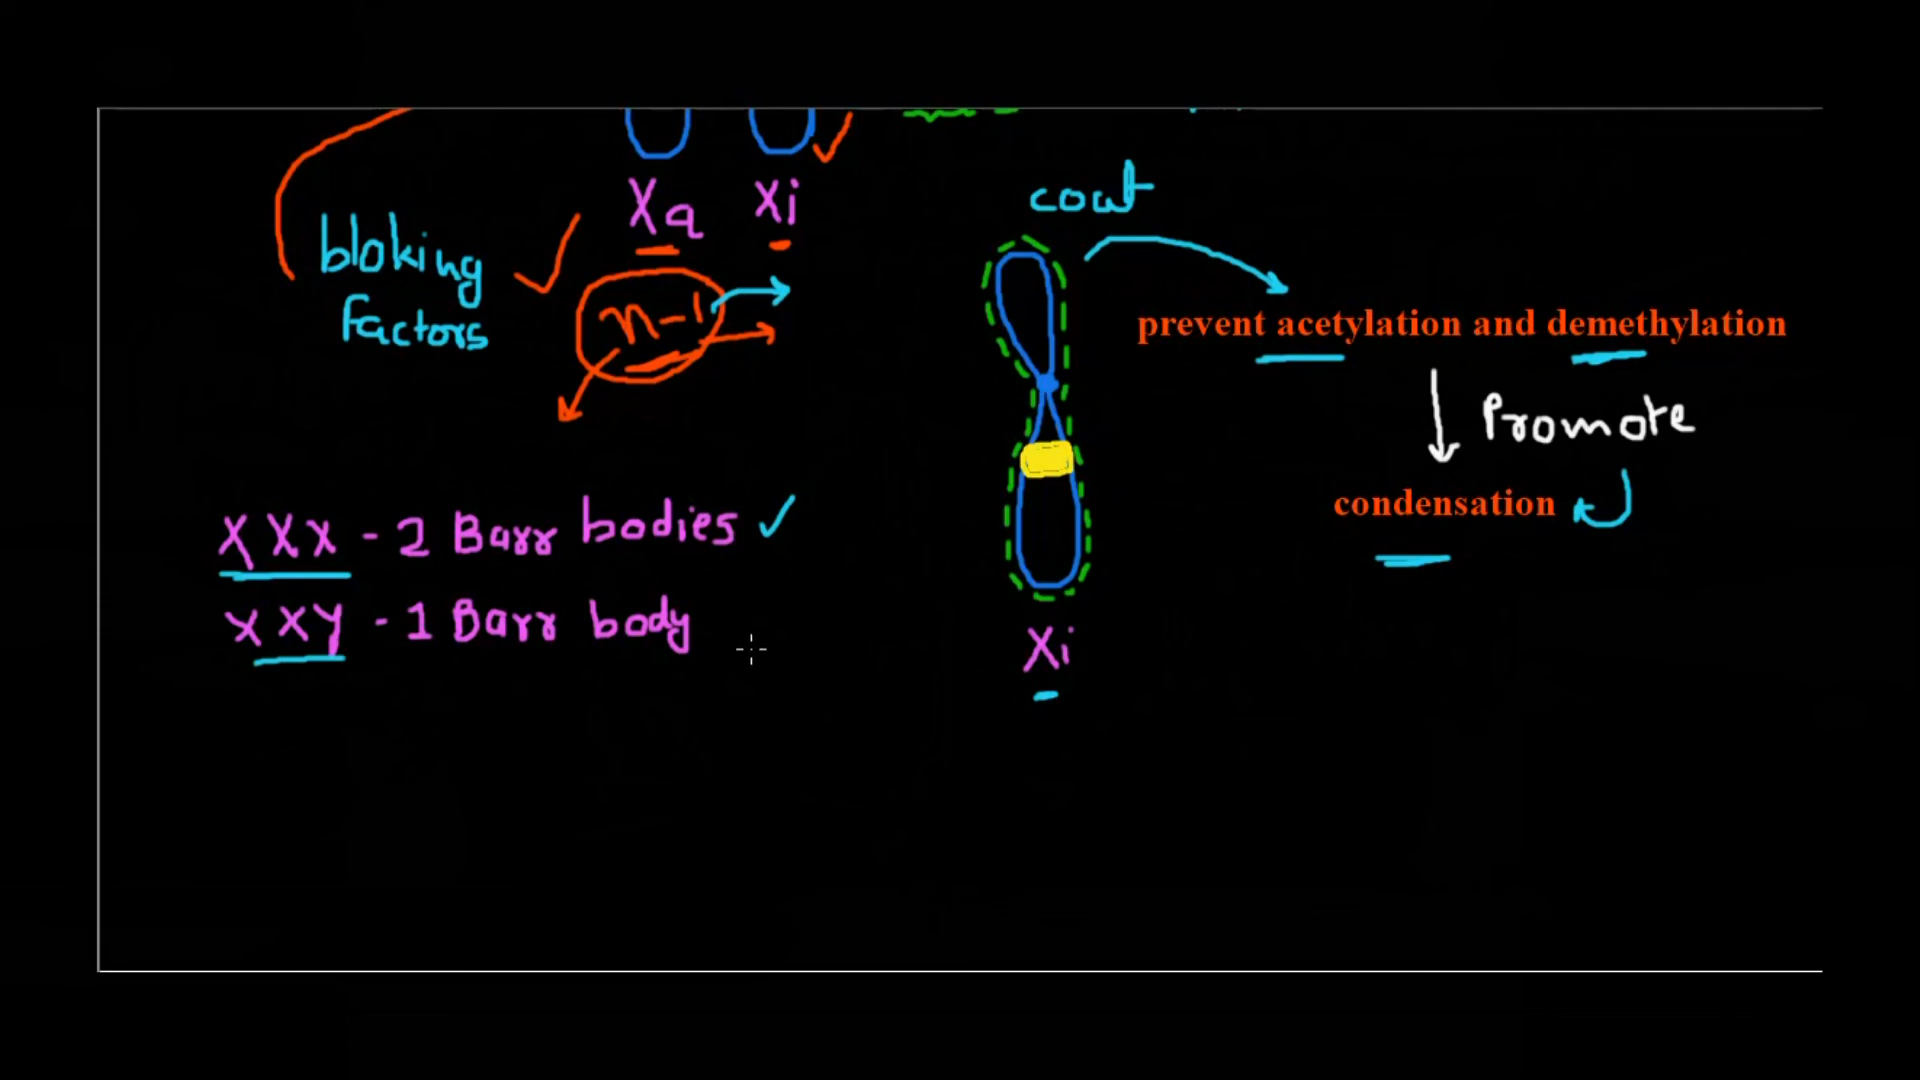 Xa Xi
bloking
factors
n-1
XXX - 2 Barr bodies
XXY - 1 Barr body
coat
prevent acetylation and demethylation
Promote
condensation
Xi